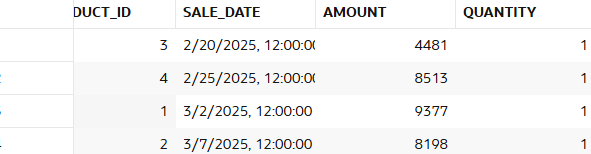 DUCT_ID SALE_DATE AMOUNT QUANTITY
3 2/20/2025, 12:00:00 4481 1
4 2/25/2025, 12:00:00 8513 1
1 3/2/2025, 12:00:00 9377 1
2 3/7/2025, 12:00:00 8198 1